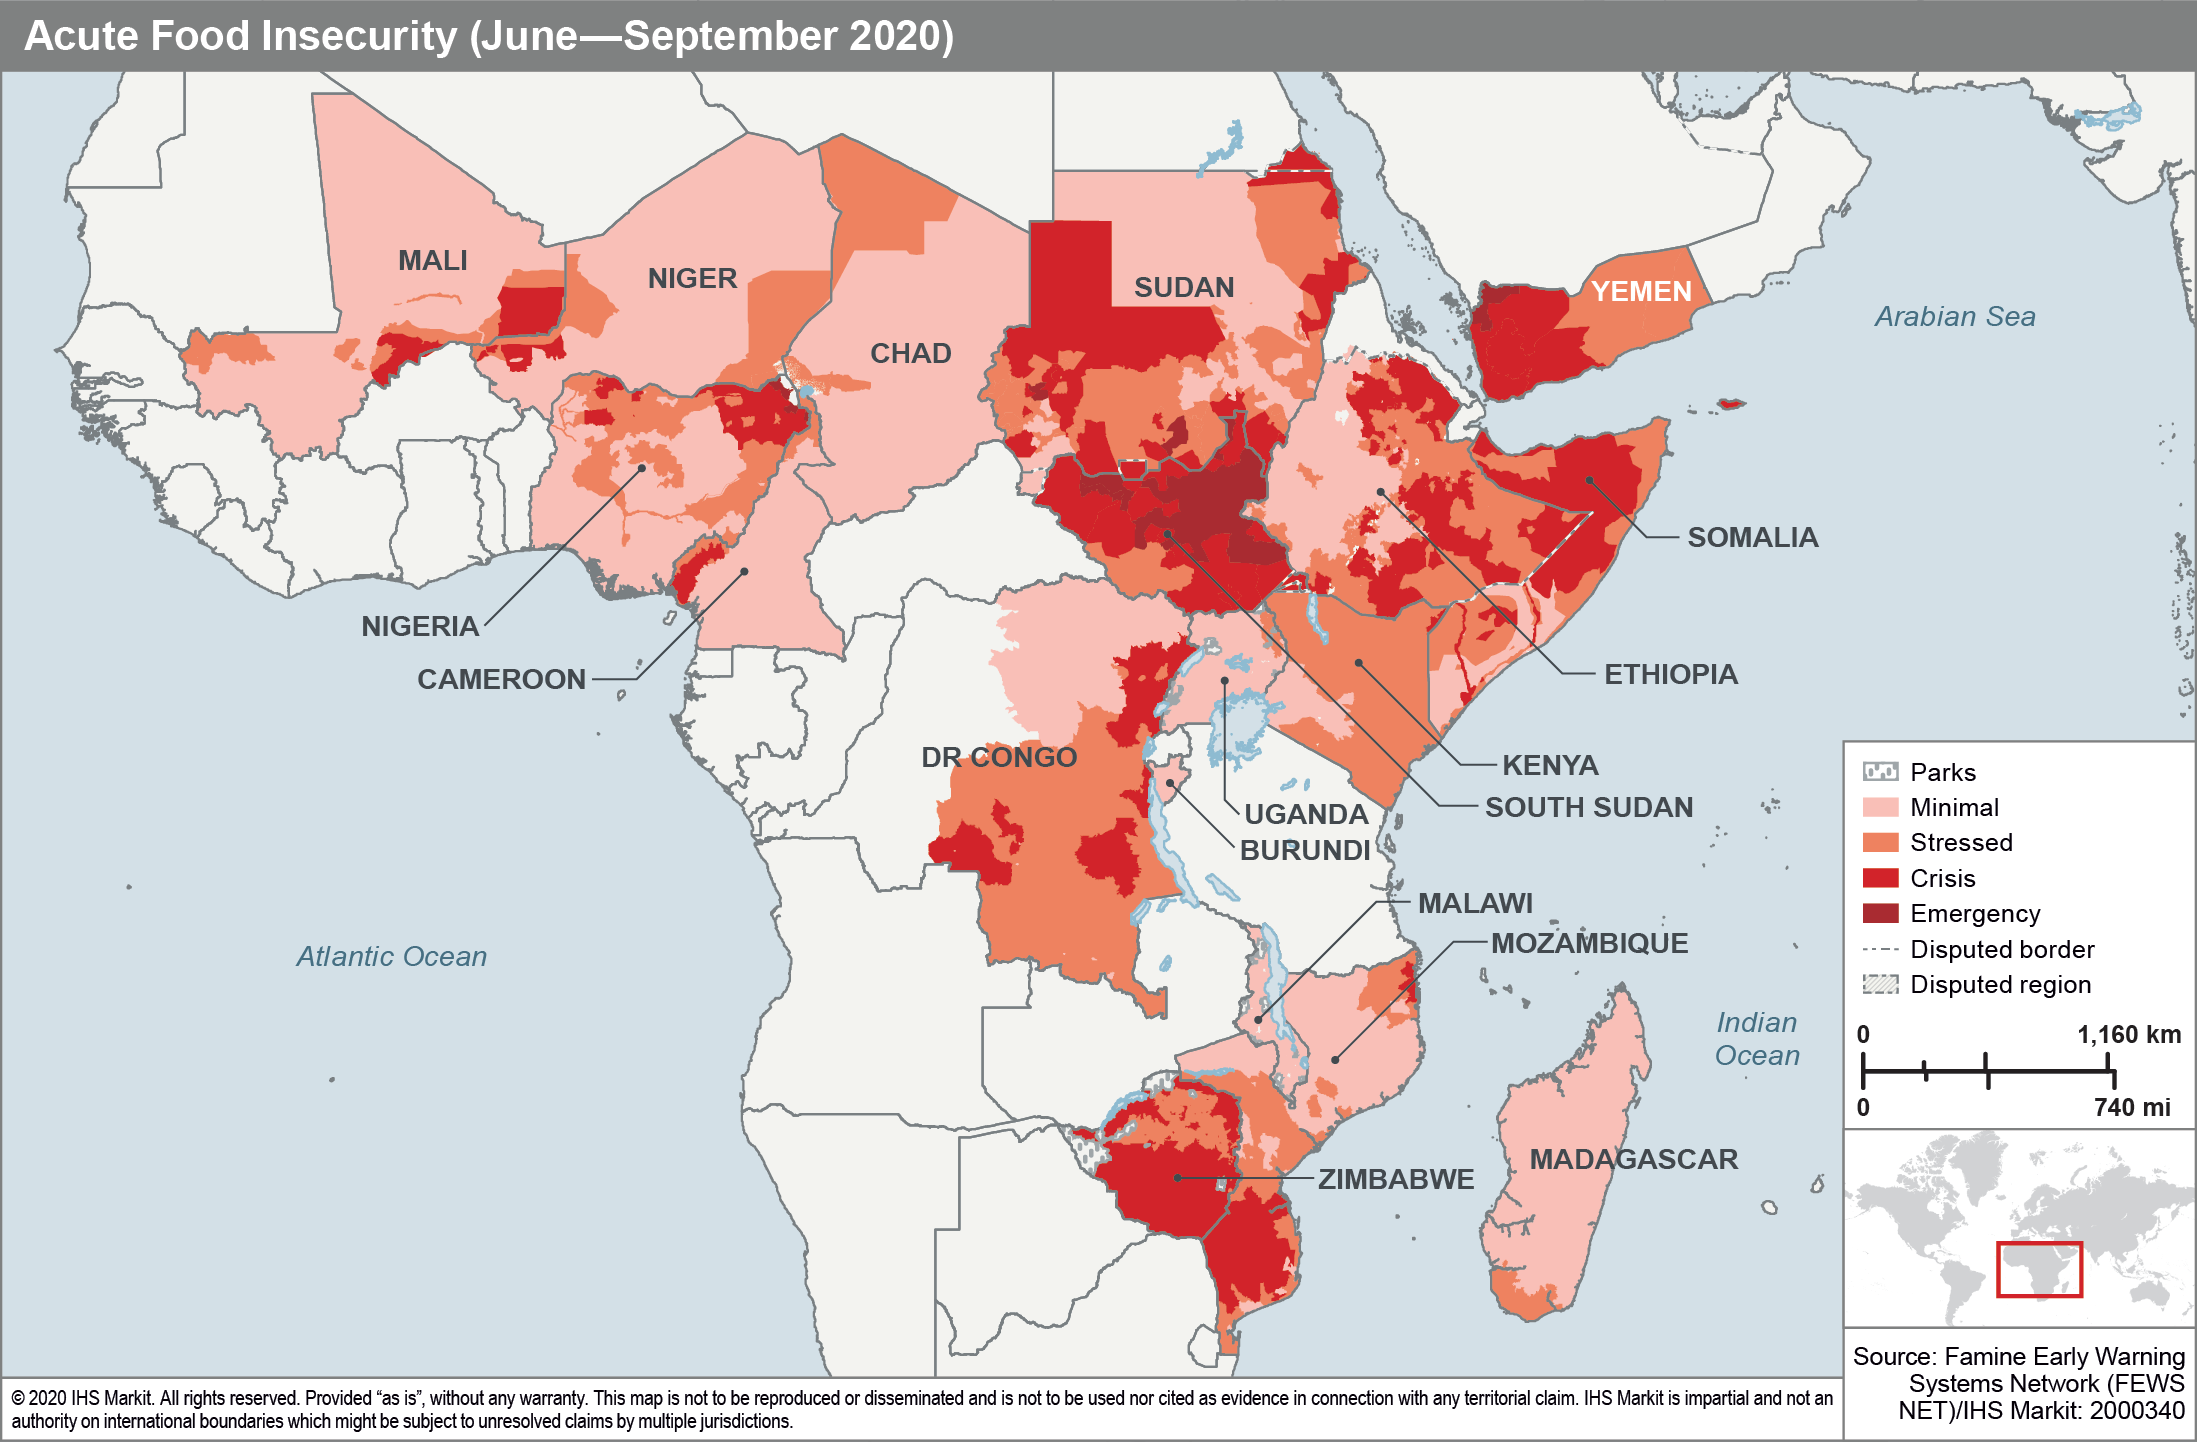 Acute Food Insecurity (June—September 2020)
MALI
NIGER
CHAD
SUDAN
YEMEN
Arabian Sea
SOMALIA
NIGERIA
CAMEROON
ETHIOPIA
DR CONGO
KENYA
SOUTH SUDAN
UGANDA
BURUNDI
MALAWI
MOZAMBIQUE
Atlantic Ocean
Indian
Ocean
MADAGASCAR
ZIMBABWE
Parks
Minimal
Stressed
Crisis
Emergency
Disputed border
Disputed region
0 1,160 km
0 740 mi
Source: Famine Early Warning
Systems Network (FEWS
NET)/IHS Markit: 2000340
© 2020 IHS Markit. All rights reserved. Provided “as is”, without any warranty. This map is not to be reproduced or disseminated and is not to be used nor cited as evidence in connection with any territorial claim. IHS Markit is impartial and not an
authority on international boundaries which might be subject to unresolved claims by multiple jurisdictions.